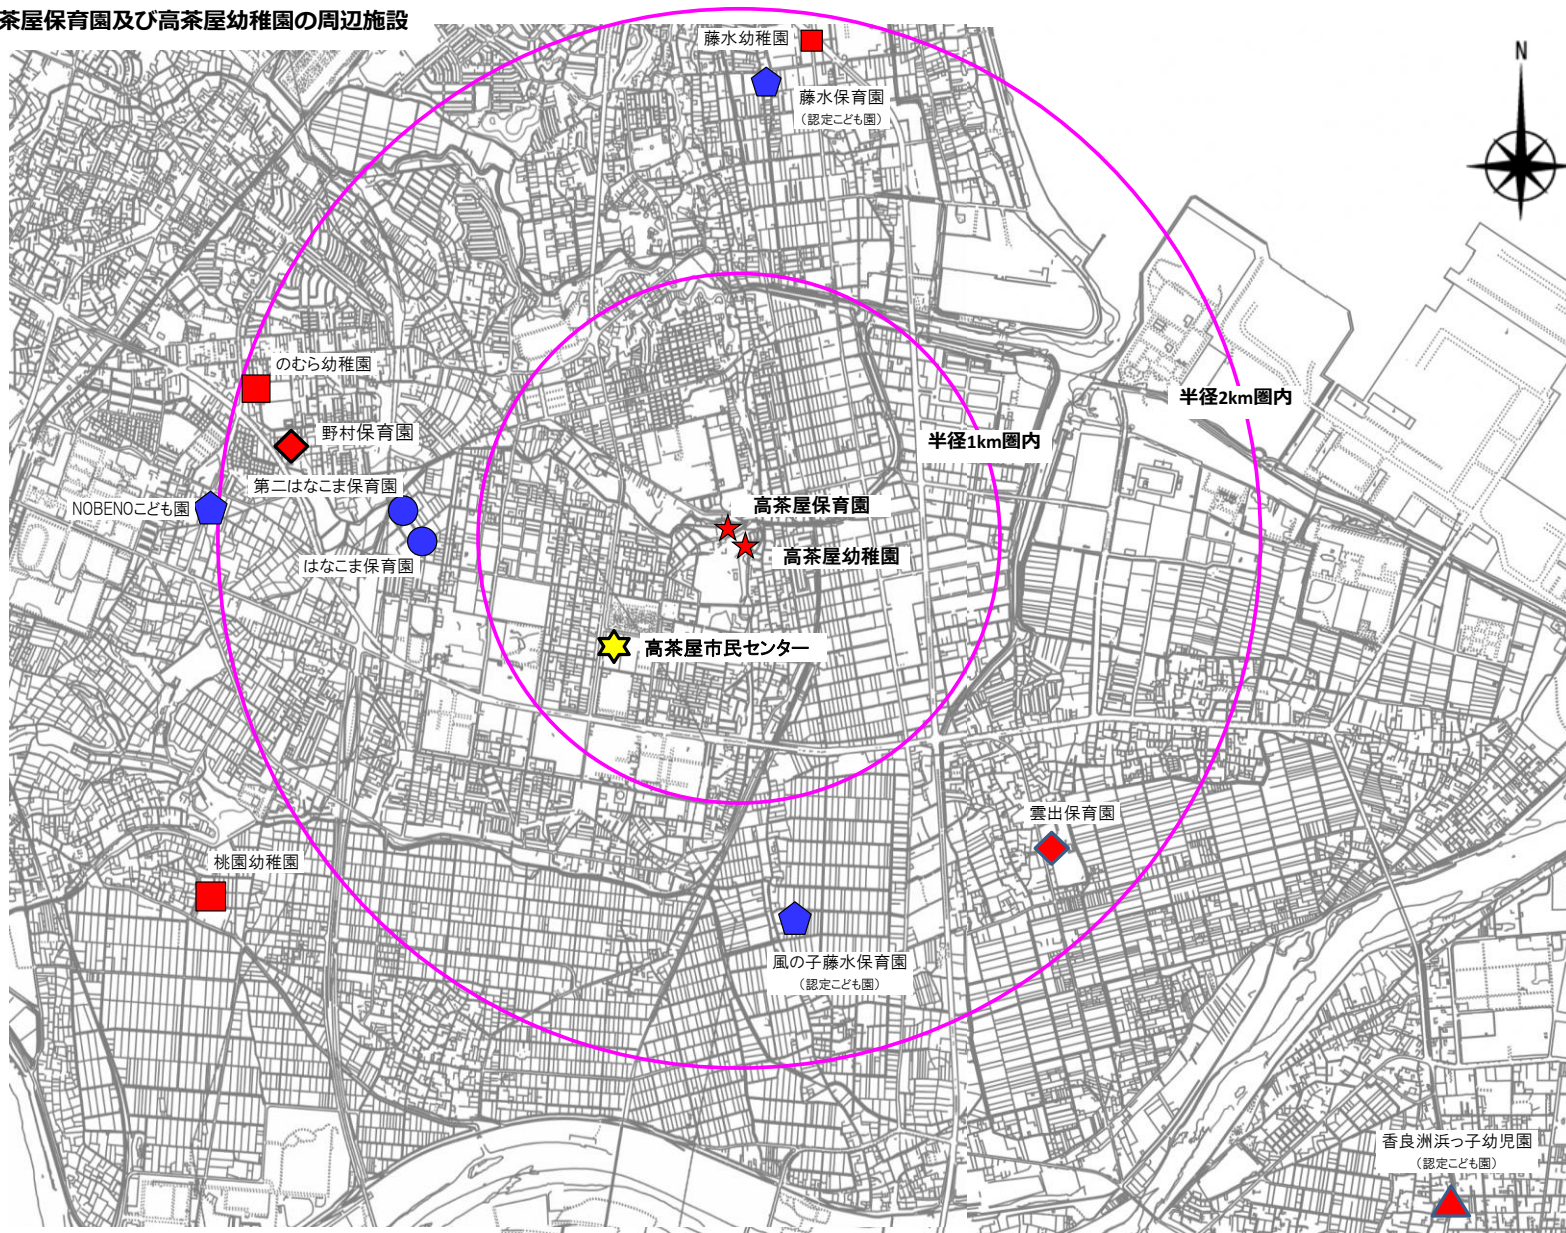 茶屋保育園及び高茶屋幼稚園の周辺施設
藤水幼稚園
藤水保育園
（認定こども園）
N
のむら幼稚園
野村保育園
第二はなこま保育園
NOBENOこども園
はなこま保育園
半径2km圏内
半径1km圏内
高茶屋保育園
高茶屋幼稚園
高茶屋市民センター
雲出保育園
桃園幼稚園
風の子藤水保育園
（認定こども園）
香良洲浜っ子幼児園
（認定こども園）